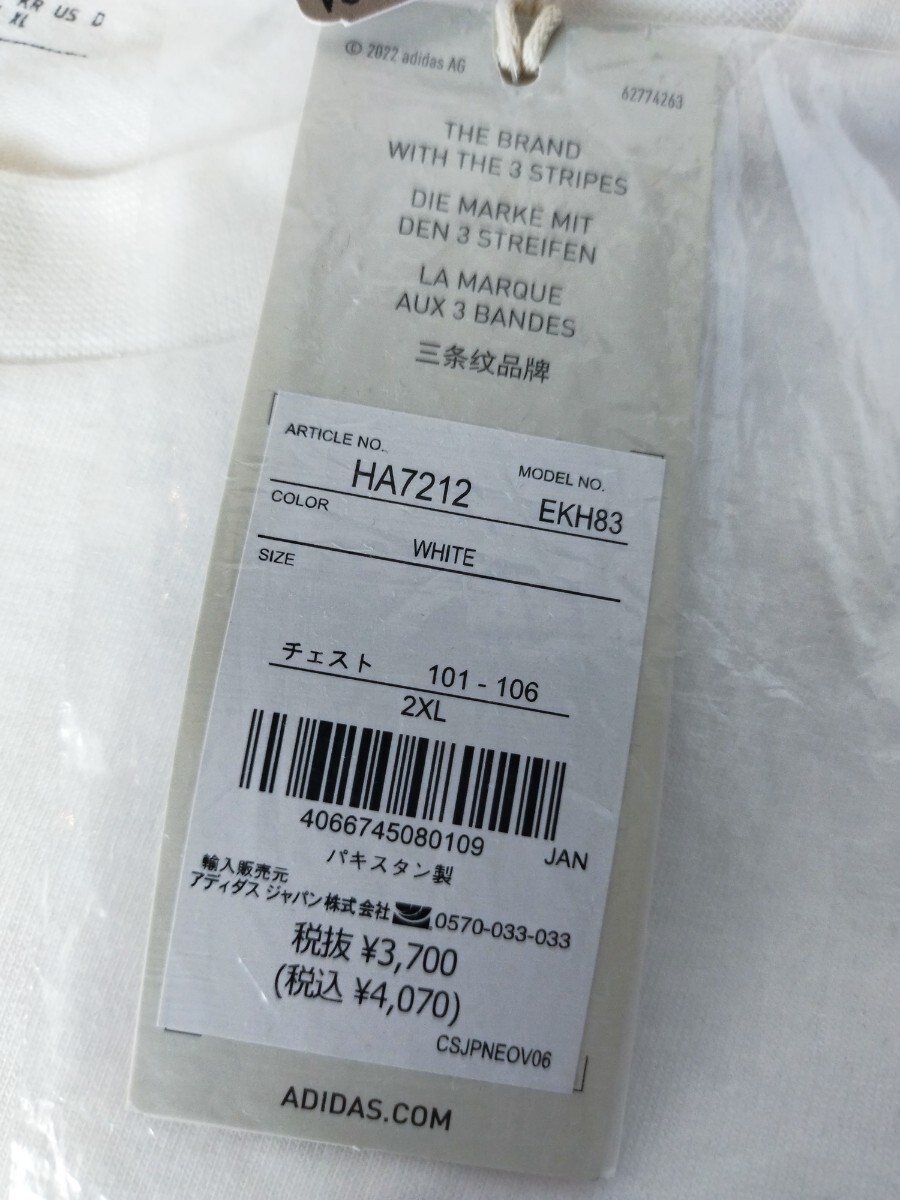 KR US D
XL
© 2022 adidas AG
62774263
THE BRAND
WITH THE 3 STRIPES
DIE MARKE MIT
DEN 3 STREIFEN
LA MARQUE
AUX 3 BANDES
三条纹品牌
ARTICLE NO.
HA7212
MODEL NO.
EKH83
COLOR
WHITE
SIZE
チェスト 101 - 106
2XL
4066745080109
JAN
パキスタン製
輸入販売元
アディダス ジャパン株式会社 0570-033-033
税抜 ¥3,700
(税込 ¥4,070)
CSJPNEOV06
ADIDAS.COM